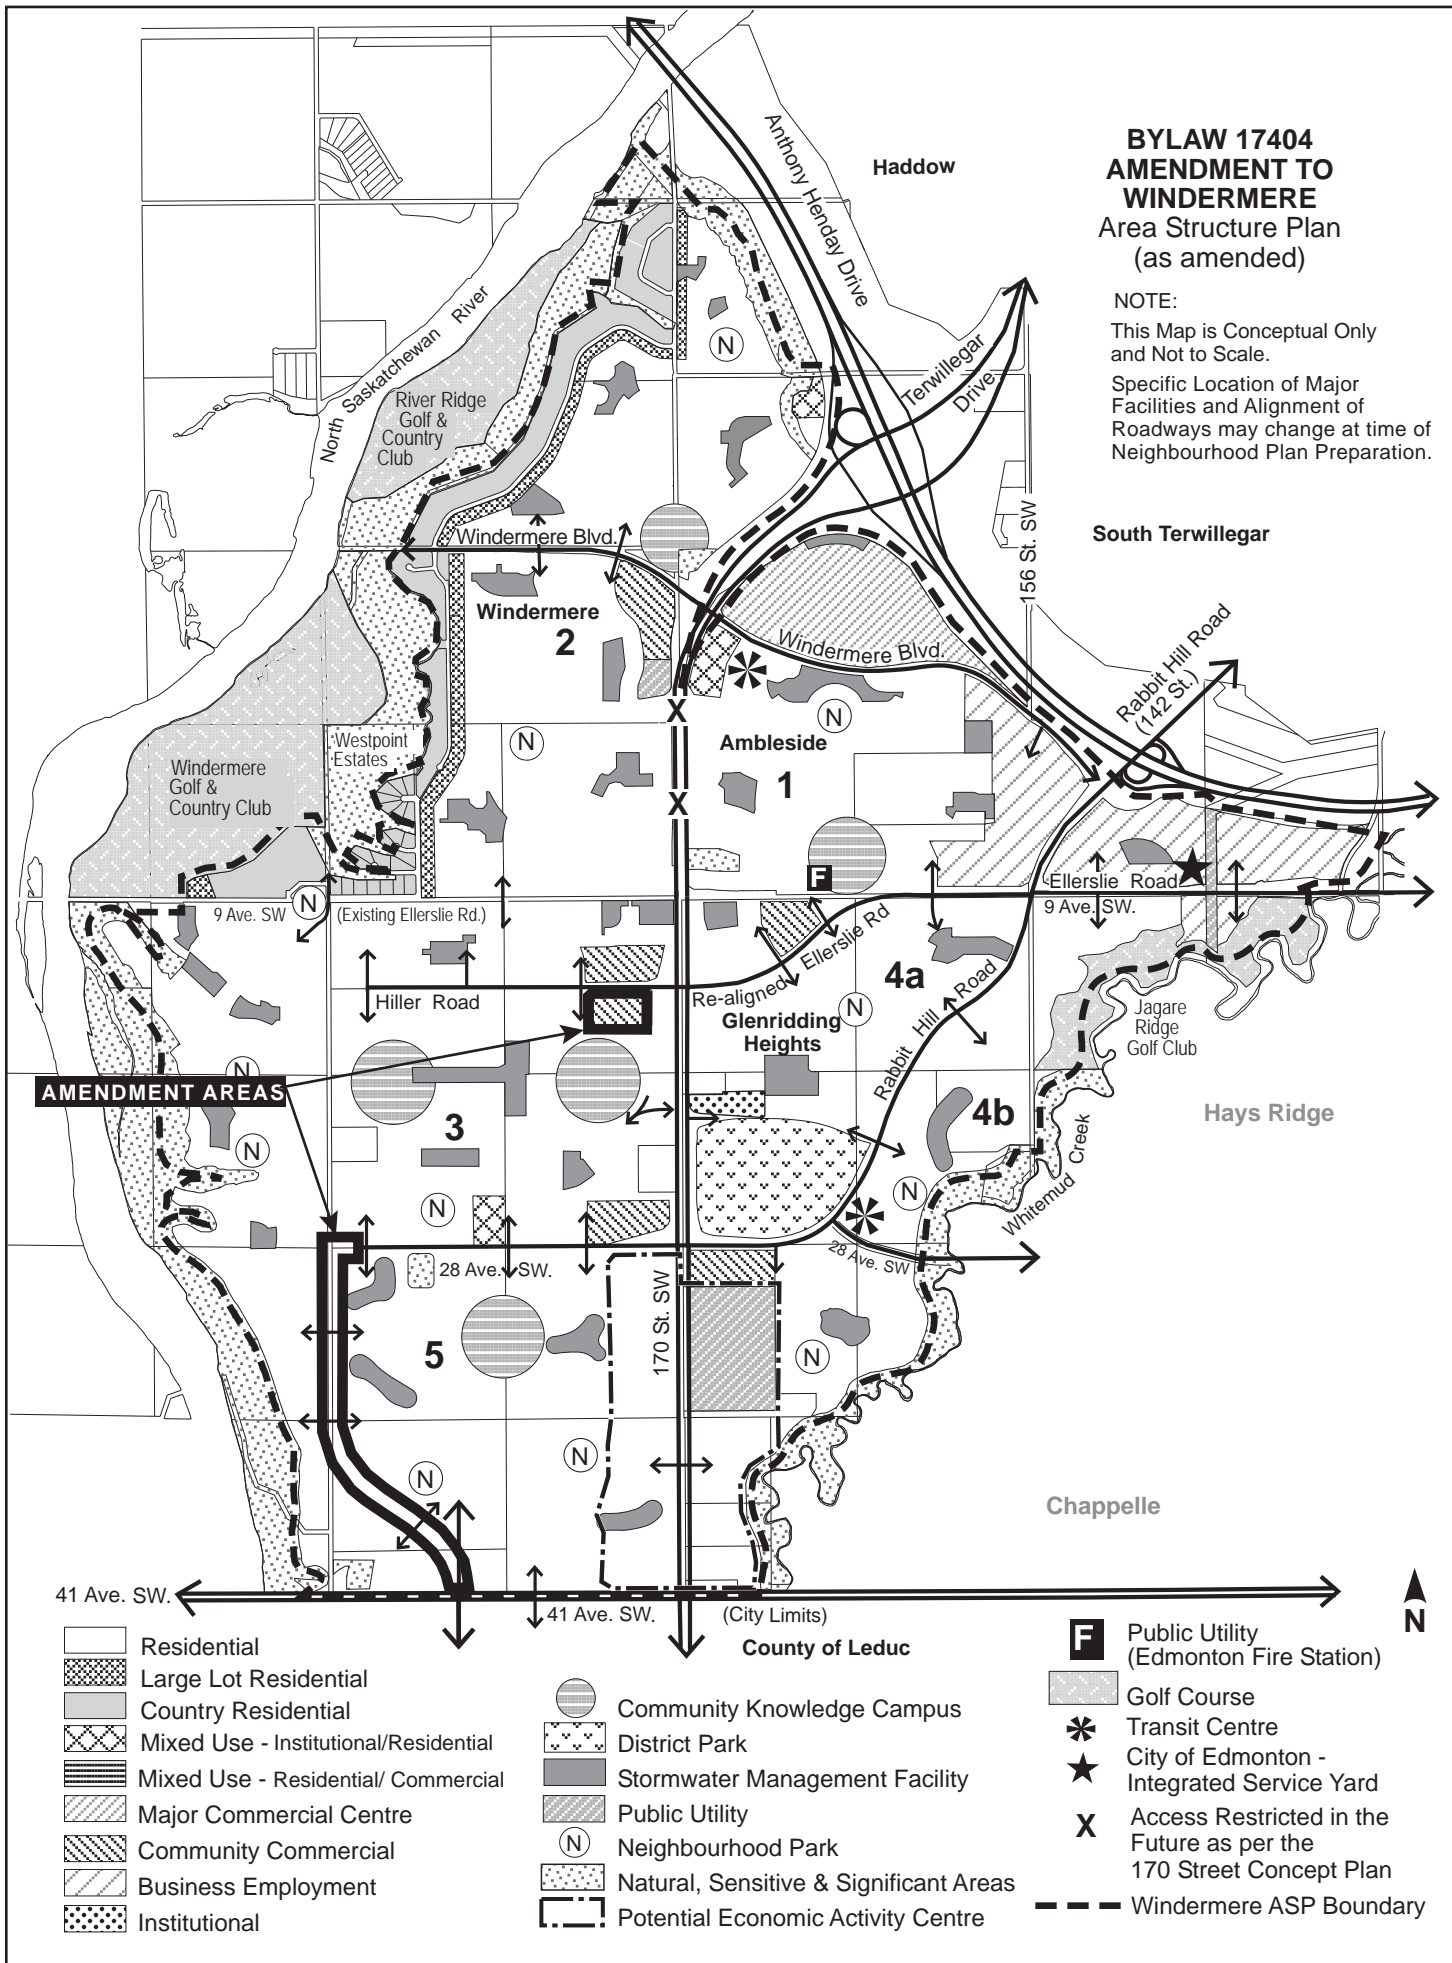 BYLAW 17404
AMENDMENT TO
WINDERMERE
Area Structure Plan
(as amended)
NOTE:
This Map is Conceptual Only
and Not to Scale.
Specific Location of Major
Facilities and Alignment of
Roadways may change at time of
Neighbourhood Plan Preparation.
Anthony Henday Drive
Haddow
North Saskatchewan River
Terwillegar
Drive
N
River Ridge
Golf &
Country
Club
156 St. SW
South Terwillegar
Windermere Blvd.
Windermere
2
Windermere Blvd.
Rabbit Hill Road
(142 St.)
X
N
N
Westpoint
Estates
Ambleside
1
Windermere
Golf &
Country Club
X
F
Ellerslie Road
9 Ave. SW.
N
9 Ave. SW
(Existing Ellerslie Rd.)
Re-aligned Ellerslie Rd
4a
Rabbit Hill Road
Hiller Road
N
Glenridding
Heights
Jagare
Ridge
Golf Club
N
AMENDMENT AREAS
3
4b
Hays Ridge
N
Whitemud Creek
N
N
28 Ave. SW
28 Ave. SW.
170 St. SW
5
N
N
N
Chappelle
41 Ave. SW.
41 Ave. SW.
(City Limits)
County of Leduc
N
Residential
Large Lot Residential
Country Residential
Mixed Use - Institutional/Residential
Mixed Use - Residential/ Commercial
Major Commercial Centre
Community Commercial
Business Employment
Institutional
Community Knowledge Campus
District Park
Stormwater Management Facility
Public Utility
N
Neighbourhood Park
Natural, Sensitive & Significant Areas
Potential Economic Activity Centre
F
Public Utility
(Edmonton Fire Station)
Golf Course
Transit Centre
City of Edmonton -
Integrated Service Yard
X
Access Restricted in the
Future as per the
170 Street Concept Plan
Windermere ASP Boundary